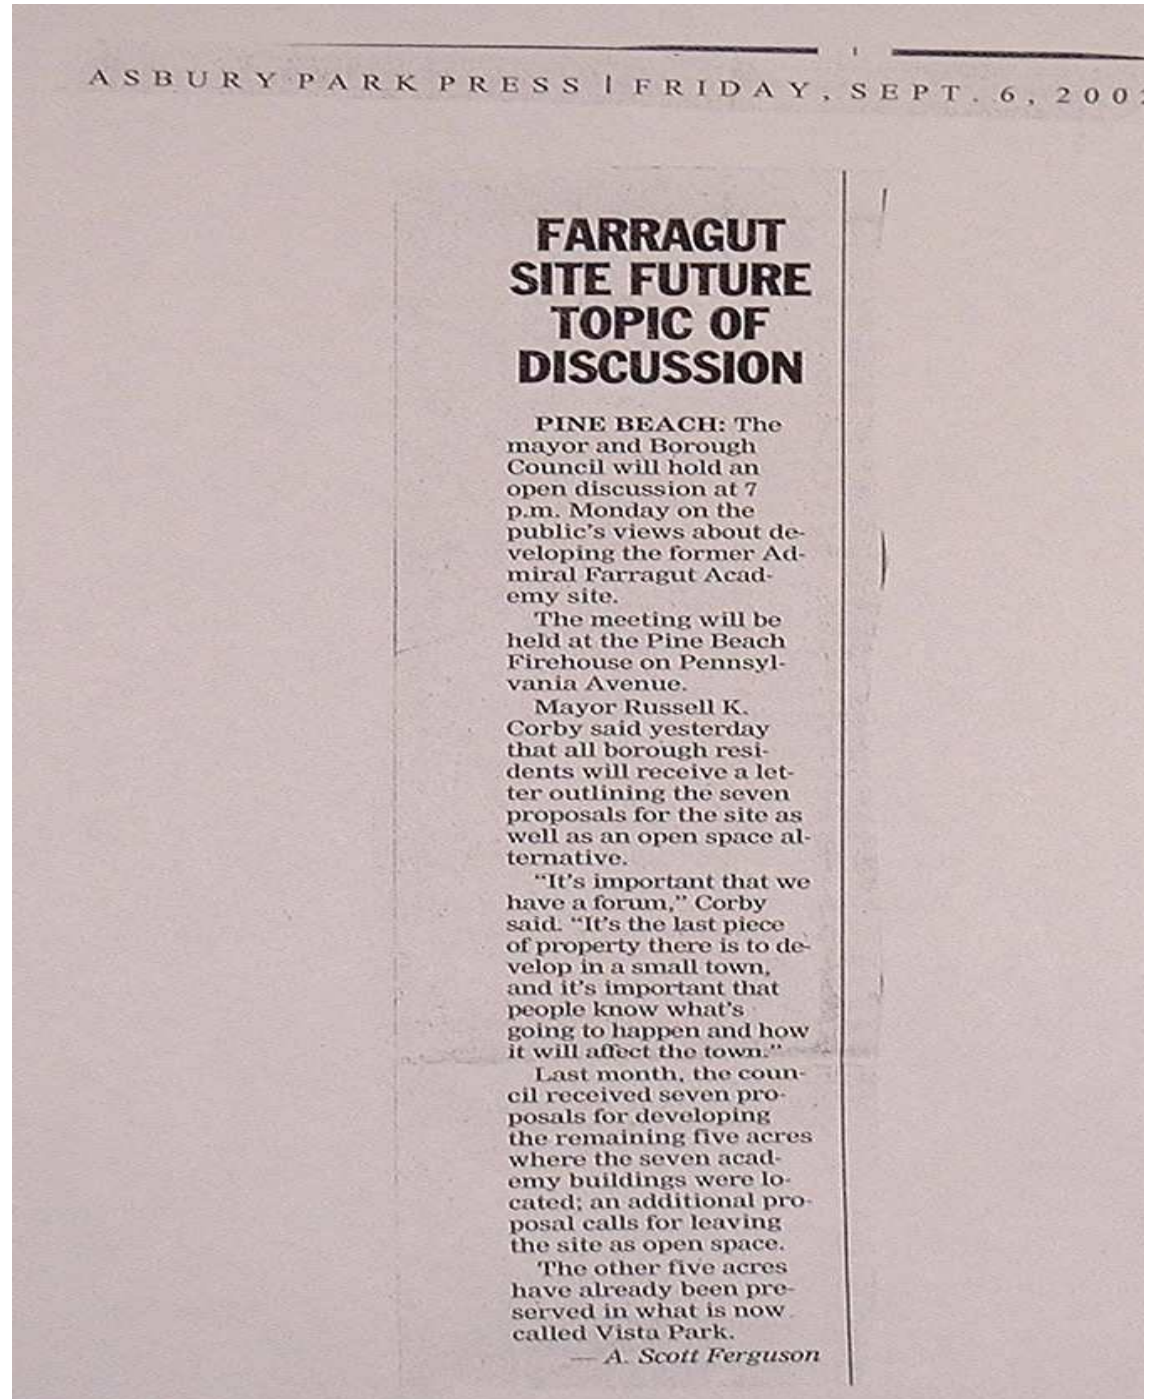 ASBURY PARK PRESS | FRIDAY, SEPT. 6, 200
FARRAGUT
SITE FUTURE
TOPIC OF
DISCUSSION
PINE BEACH: The
mayor and Borough
Council will hold an
open discussion at 7
p.m. Monday on the
public's views about de-
veloping the former Ad-
miral Farragut Acad-
emy site.
The meeting will be
held at the Pine Beach
Firehouse on Pennsyl-
vania Avenue.
Mayor Russell K.
Corby said yesterday
that all borough resi-
dents will receive a let-
ter outlining the seven
proposals for the site as
well as an open space al-
ternative.
“It's important that we
have a forum,” Corby
said. “It's the last piece
of property there is to de-
velop in a small town,
and it's important that
people know what's
going to happen and how
it will affect the town.”
Last month, the coun-
cil received seven pro-
posals for developing
the remaining five acres
where the seven acad-
emy buildings were lo-
cated; an additional pro-
posal calls for leaving
the site as open space.
The other five acres
have already been pre-
served in what is now
called Vista Park.
— A. Scott Ferguson